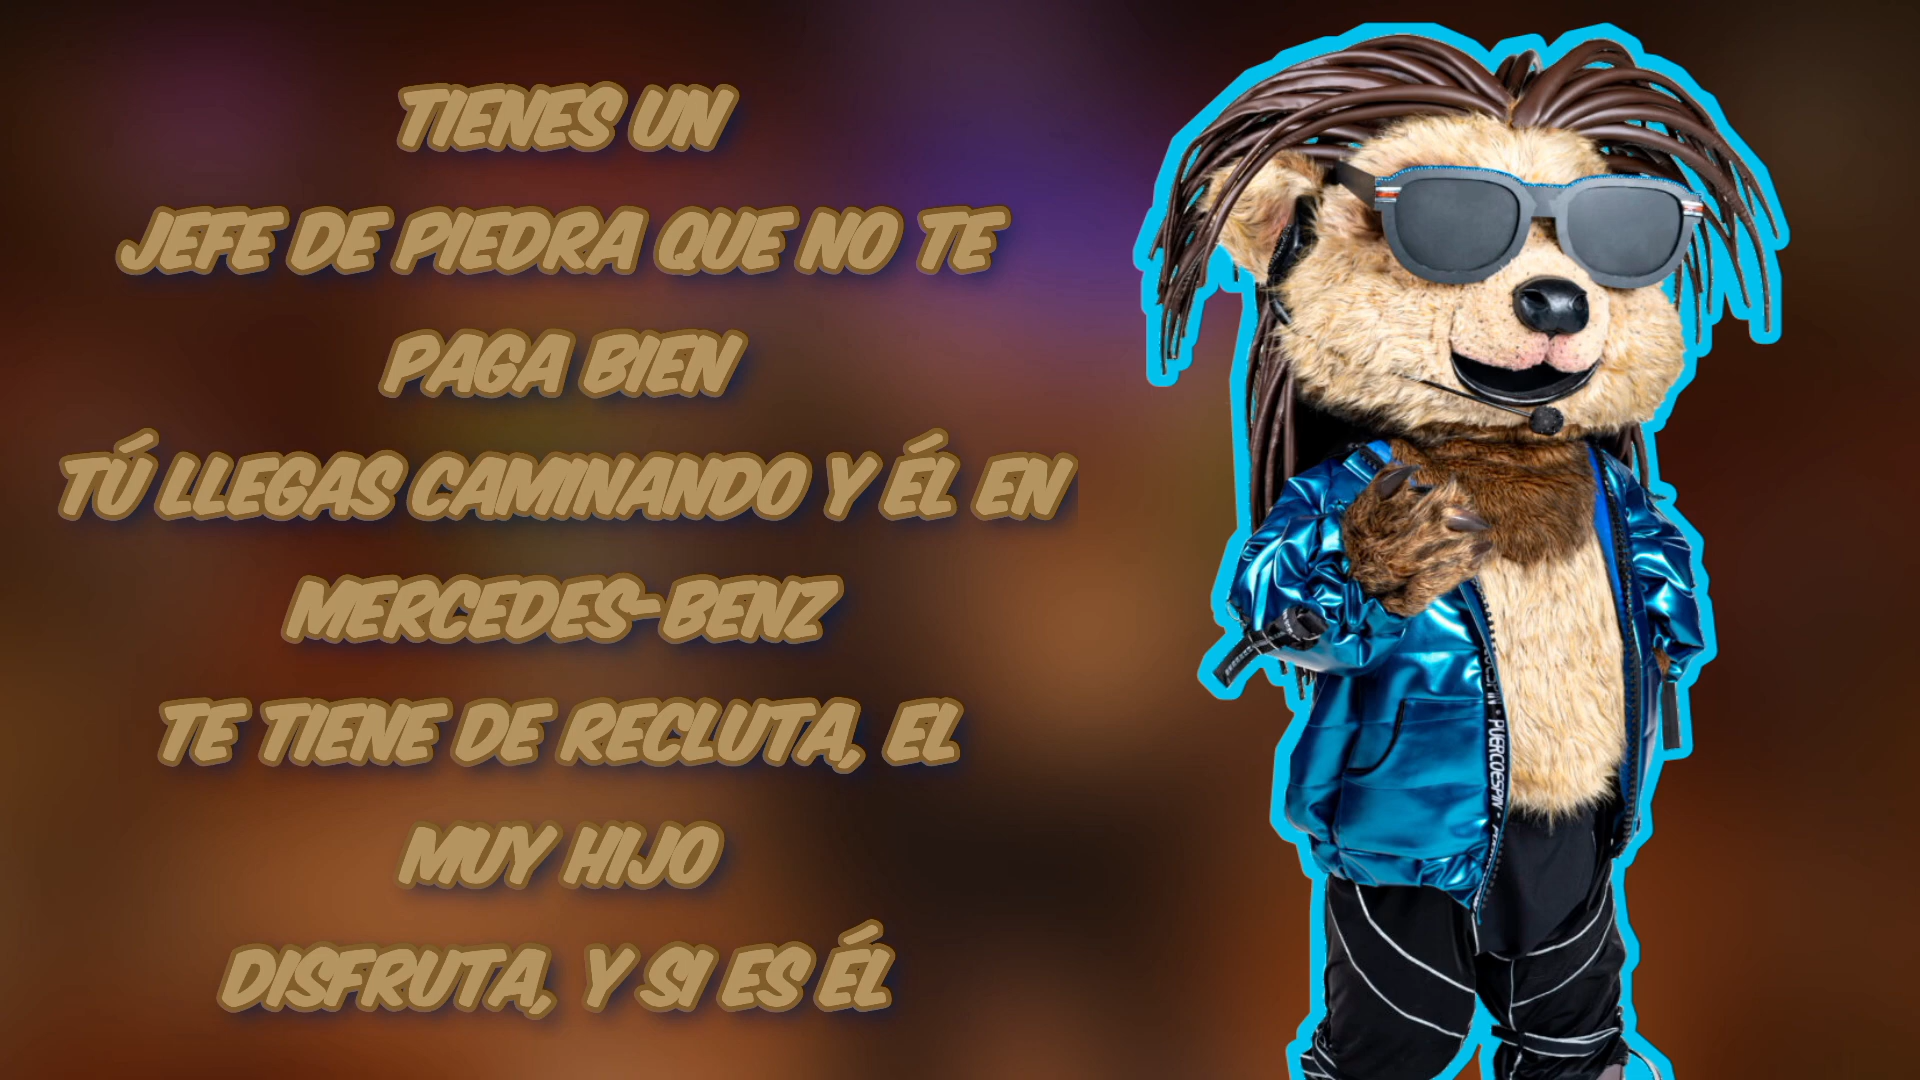 TIENES UN
JEFE DE PIEDRA QUE NO TE
PAGA BIEN
TÚ LLEGAS CAMINANDO Y ÉL EN
MERCEDES-BENZ
TE TIENE DE RECLUTA, EL
MUY HIJO
DISFRUTA, Y SI ES ÉL
PUERCOESPIN